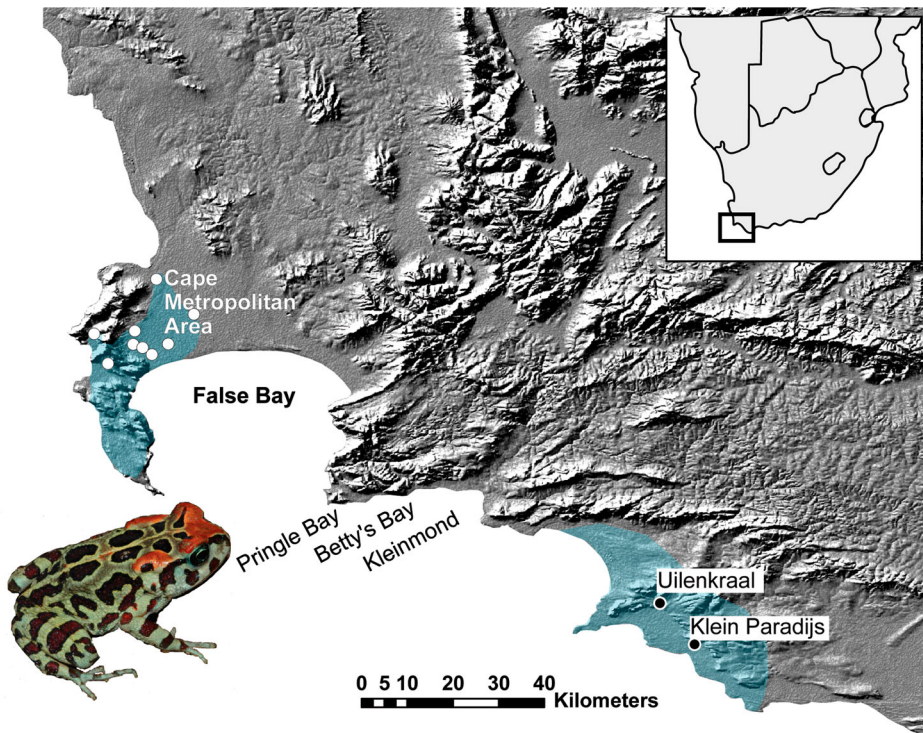 Cape
Metropolitan
Area
False Bay
Pringle Bay
Betty's Bay
Kleinmond
Uilenkraal
Klein Paradijs
0 5 10 20 30 40
Kilometers